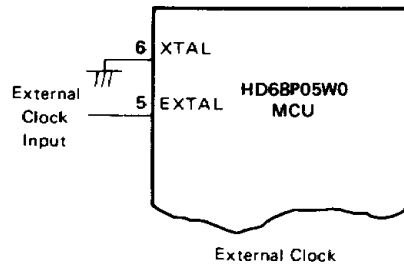 6 XTAL
External
Clock
Input
5 EXTAL
HD68P05W0
MCU
External Clock